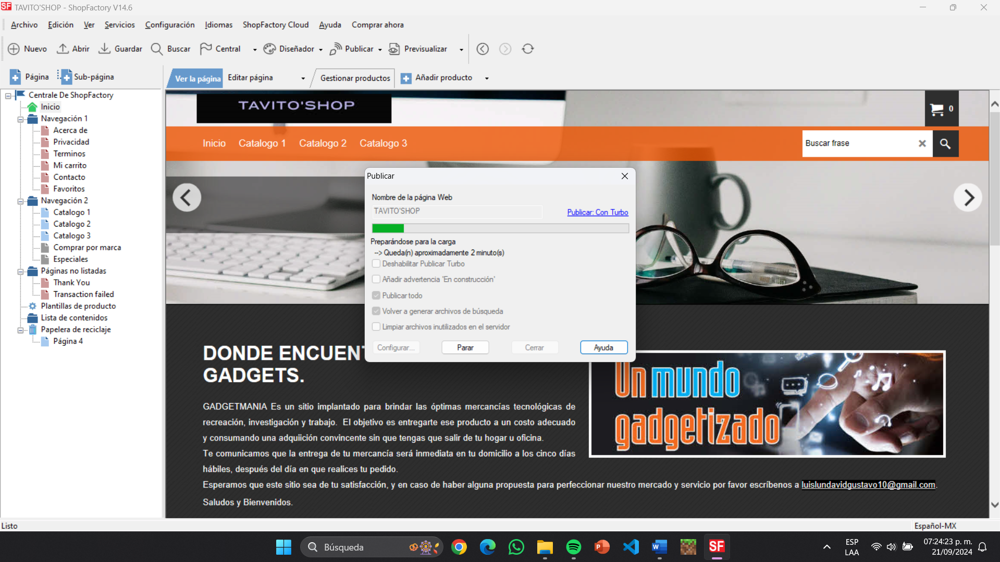 TAVITO'SHOP - ShopFactory V14.6
Archivo Edición Ver Servicios Configuración Idiomas ShopFactory Cloud Ayuda Comprar ahora
Nuevo Abrir Guardar Buscar Central Diseñador Publicar Previsualizar
Página Sub-página
Ver la página Editar página Gestionar productos Añadir producto
Centrale De ShopFactory
Inicio
Navegación 1
Acerca de
Privacidad
Terminos
Mi carrito
Contacto
Favoritos
Navegación 2
Catalogo 1
Catalogo 2
Catalogo 3
Comprar por marca
Especiales
Páginas no listadas
Thank You
Transaction failed
Plantillas de producto
Lista de contenidos
Papelera de reciclaje
Página 4
TAVITO'SHOP
0
Inicio Catalogo 1 Catalogo 2 Catalogo 3
Buscar frase
Publicar
Nombre de la página Web
TAVITO'SHOP
Publicar: Con Turbo
Preparándose para la carga
--> Queda(n) aproximadamente 2 minuto(s)
Deshabilitar Publicar Turbo
Añadir advertencia 'En construcción'
Publicar todo
Volver a generar archivos de búsqueda
Limpiar archivos inutilizados en el servidor
Configurar... Parar Cerrar Ayuda
DONDE ENCUENT
GADGETS.
GADGETMANIA Es un sitio implantado para brindar las óptimas mercancías tecnológicas de
recreación, investigación y trabajo. El objetivo es entregarte ese producto a un costo adecuado
y consumando una adquiición convincente sin que tengas que salir de tu hogar u oficina.
Te comunicamos que la entrega de tu mercancía será inmediata en tu domicilio a los cinco días
hábiles, después del día en que realices tu pedido.
Esperamos que este sitio sea de tu satisfacción, y en caso de haber alguna propuesta para perfeccionar nuestro mercado y servicio por favor escríbenos a luislundavidgustavo10@gmail.com.
Saludos y Bienvenidos.
Un mundo
gadgetizado
Listo
Español-MX
Búsqueda
SF
ESP
LAA
07:24:23 p. m.
21/09/2024